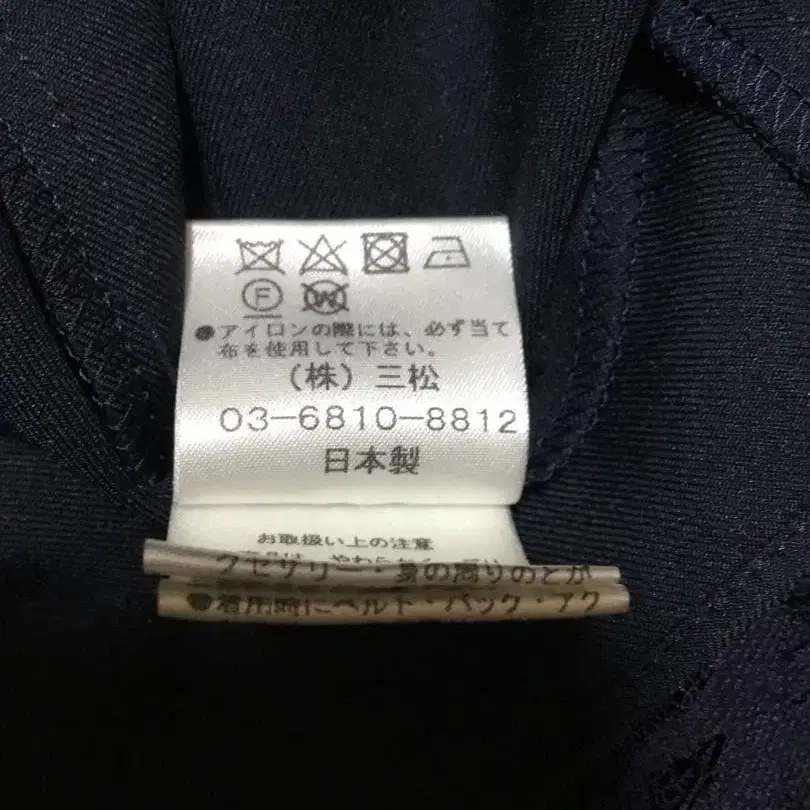 F
W
●アイロンの際には、必ず当て
布を使用して下さい。
(株) 三松
03-6810-8812
日本製
お取扱い上の注意
クセサリー・身の周りのとが
●着用時にベルト・バック・アク